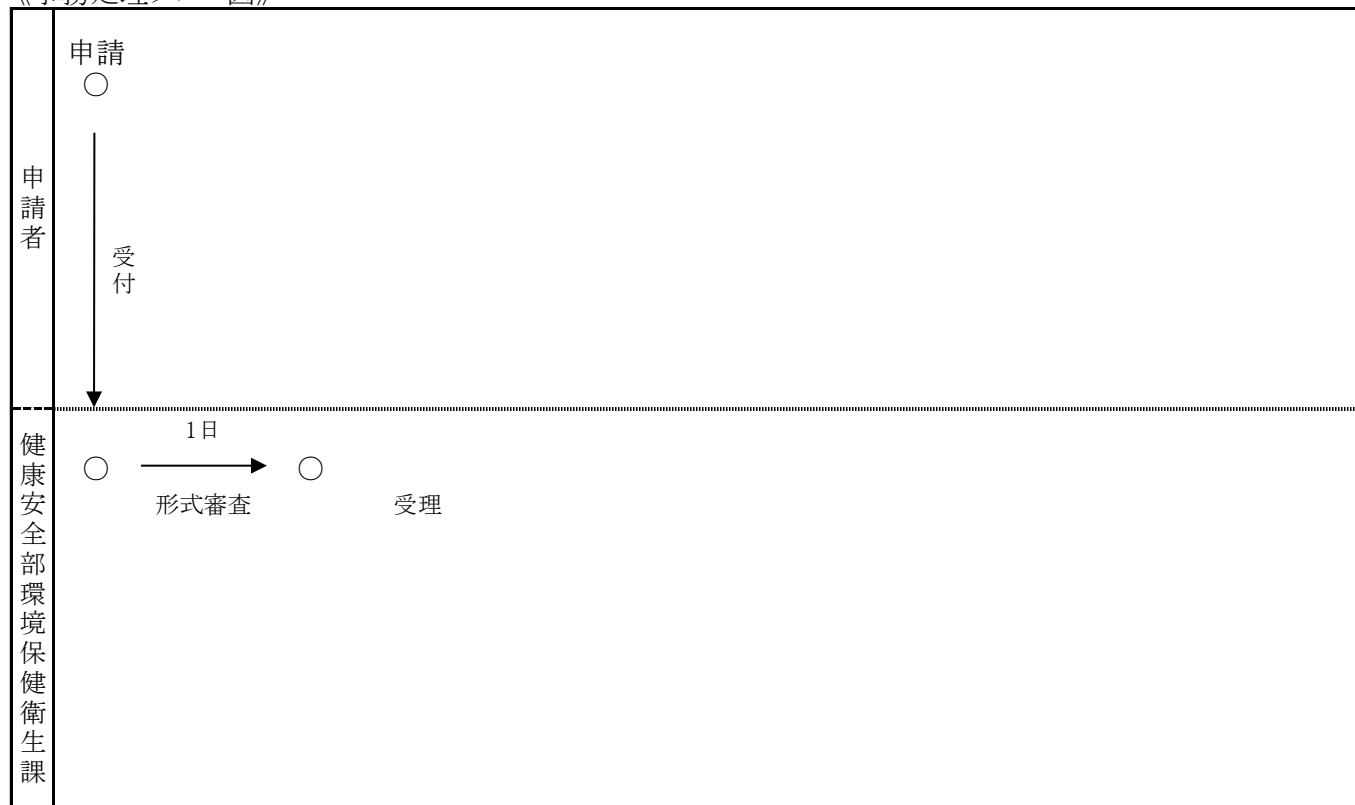 申請
申請者
受付
1日
形式審査
受理
健康安全部環境保健衛生課